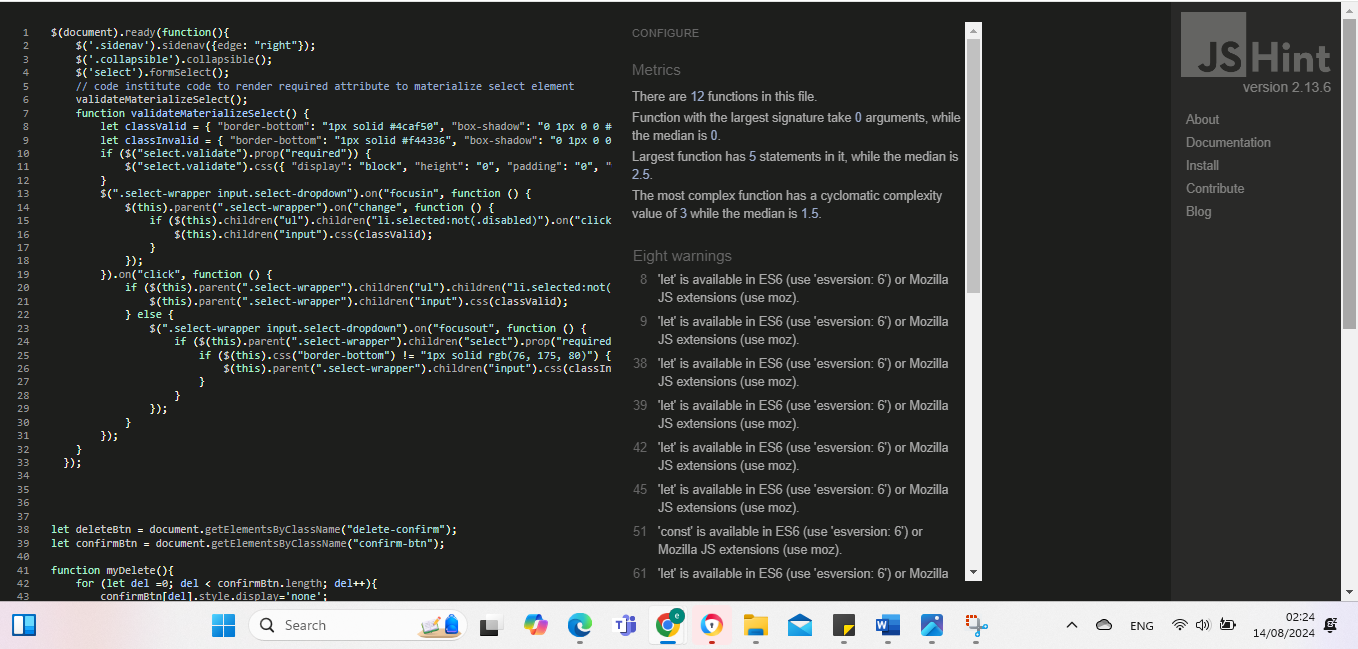 1 $(document).ready(function(){
2 $('.sidenav').sidenav({edge: "right"});
3 $('.collapsible').collapsible();
4 $('select').formSelect();
5 // code institute code to render required attribute to materialize select element
6 validateMaterializeSelect();
7 function validateMaterializeSelect() {
8 let classValid = { "border-bottom": "1px solid #4caf50", "box-shadow": "0 1px 0 0 #
9 let classInvalid = { "border-bottom": "1px solid #f44336", "box-shadow": "0 1px 0 0
10 if ($("select.validate").prop("required")) {
11 $("select.validate").css({ "display": "block", "height": "0", "padding": "0", "
12 }
13 $(".select-wrapper input.select-dropdown").on("focusin", function () {
14 $(this).parent(".select-wrapper").on("change", function () {
15 if ($(this).children("ul").children("li.selected:not(.disabled)").on("click
16 $(this).children("input").css(classValid);
17 }
18 });
19 }).on("click", function () {
20 if ($(this).parent(".select-wrapper").children("ul").children("li.selected:not(
21 $(this).parent(".select-wrapper").children("input").css(classValid);
22 } else {
23 $(".select-wrapper input.select-dropdown").on("focusout", function () {
24 if ($(this).parent(".select-wrapper").children("select").prop("required
25 if ($(this).css("border-bottom") != "1px solid rgb(76, 175, 80)") {
26 $(this).parent(".select-wrapper").children("input").css(classIn
27 }
28 }
29 });
30 }
31 });
32 }
33 });
34
35
36
37
38 let deleteBtn = document.getElementsByClassName("delete-confirm");
39 let confirmBtn = document.getElementsByClassName("confirm-btn");
40
41 function myDelete(){
42 for (let del =0; del < confirmBtn.length; del++){
43 confirmBtn[del].style.display='none';
CONFIGURE
Metrics
There are 12 functions in this file.
Function with the largest signature take 0 arguments, while
the median is 0.
Largest function has 5 statements in it, while the median is
2.5.
The most complex function has a cyclomatic complexity
value of 3 while the median is 1.5.
Eight warnings
8 'let' is available in ES6 (use 'esversion: 6') or Mozilla
JS extensions (use moz).
9 'let' is available in ES6 (use 'esversion: 6') or Mozilla
JS extensions (use moz).
38 'let' is available in ES6 (use 'esversion: 6') or Mozilla
JS extensions (use moz).
39 'let' is available in ES6 (use 'esversion: 6') or Mozilla
JS extensions (use moz).
42 'let' is available in ES6 (use 'esversion: 6') or Mozilla
JS extensions (use moz).
45 'let' is available in ES6 (use 'esversion: 6') or Mozilla
JS extensions (use moz).
51 'const' is available in ES6 (use 'esversion: 6') or
Mozilla JS extensions (use moz).
61 'let' is available in ES6 (use 'esversion: 6') or Mozilla
JSHint
version 2.13.6
About
Documentation
Install
Contribute
Blog
Search
ENG
02:24
14/08/2024